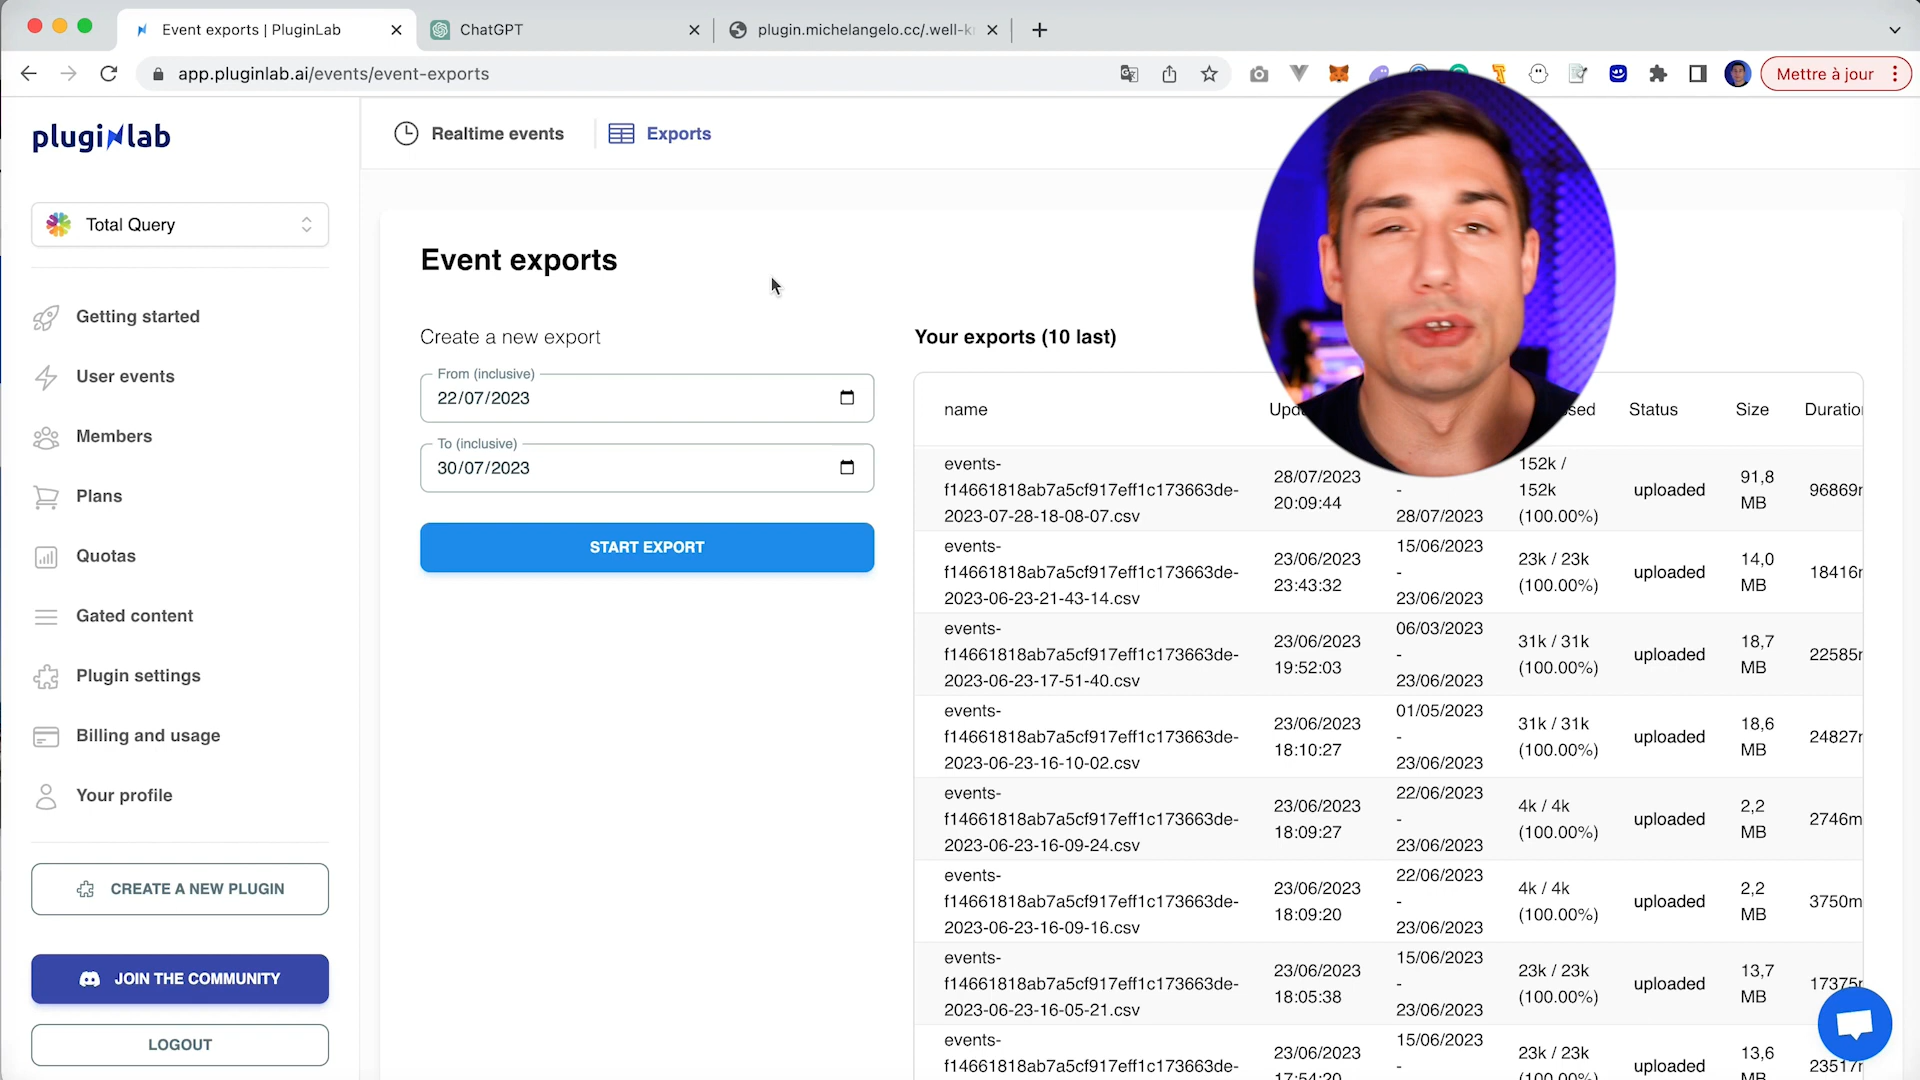 Event exports | PluginLab
ChatGPT
plugin.michelangelo.cc/.well-k
app.pluginlab.ai/events/event-exports
Mettre à jour
pluginlab
Total Query
Getting started
User events
Members
Plans
Quotas
Gated content
Plugin settings
Billing and usage
Your profile
CREATE A NEW PLUGIN
JOIN THE COMMUNITY
LOGOUT
Realtime events
Exports
Event exports
Create a new export
From (inclusive)
22/07/2023
To (inclusive)
30/07/2023
START EXPORT
Your exports (10 last)
name Status Size Duration
events-
f14661818ab7a5cf917eff1c173663de-
2023-07-28-18-08-07.csv
28/07/2023
20:09:44
-
28/07/2023
152k /
152k
(100.00%)
uploaded
91,8
MB
96869m
events-
f14661818ab7a5cf917eff1c173663de-
2023-06-23-21-43-14.csv
23/06/2023
23:43:32
15/06/2023
-
23/06/2023
23k / 23k
(100.00%)
uploaded
14,0
MB
18416m
events-
f14661818ab7a5cf917eff1c173663de-
2023-06-23-17-51-40.csv
23/06/2023
19:52:03
06/03/2023
-
23/06/2023
31k / 31k
(100.00%)
uploaded
18,7
MB
22585m
events-
f14661818ab7a5cf917eff1c173663de-
2023-06-23-16-10-02.csv
23/06/2023
18:10:27
01/05/2023
-
23/06/2023
31k / 31k
(100.00%)
uploaded
18,6
MB
24827m
events-
f14661818ab7a5cf917eff1c173663de-
2023-06-23-16-09-24.csv
23/06/2023
18:09:27
22/06/2023
-
23/06/2023
4k / 4k
(100.00%)
uploaded
2,2
MB
2746m
events-
f14661818ab7a5cf917eff1c173663de-
2023-06-23-16-09-16.csv
23/06/2023
18:09:20
22/06/2023
-
23/06/2023
4k / 4k
(100.00%)
uploaded
2,2
MB
3750m
events-
f14661818ab7a5cf917eff1c173663de-
2023-06-23-16-05-21.csv
23/06/2023
18:05:38
15/06/2023
-
23/06/2023
23k / 23k
(100.00%)
uploaded
13,7
MB
17375m
events-
f14661818ab7a5cf917eff1c173663de-
23/06/2023
17:54:20
15/06/2023
-
23k / 23k
(100.00%)
uploaded
13,6
MB
23517m